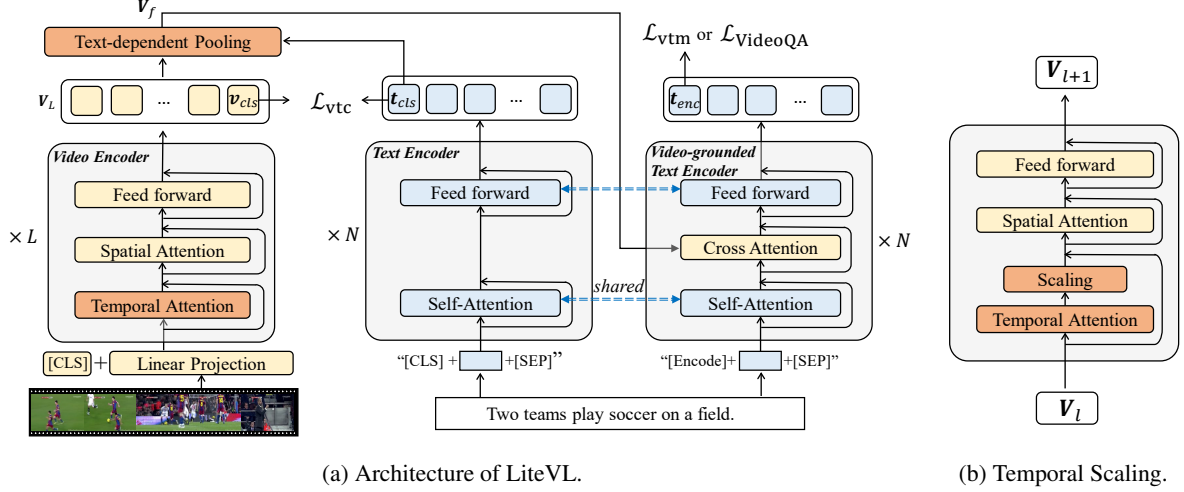 V_f
Text-dependent Pooling
V_L
...
v_cls
L_vtc
t_cls
...
L_vtm or L_VideoQA
t_enc
...
Video Encoder
Feed forward
Spatial Attention
Temporal Attention
× L
[CLS] +
Linear Projection
Text Encoder
Feed forward
Self-Attention
× N
shared
“[CLS] + +[SEP]”
Video-grounded
Text Encoder
Feed forward
Cross Attention
Self-Attention
× N
“[Encode]+ +[SEP]”
Two teams play soccer on a field.
(a) Architecture of LiteVL.
V_{l+1}
Feed forward
Spatial Attention
Scaling
Temporal Attention
V_l
(b) Temporal Scaling.